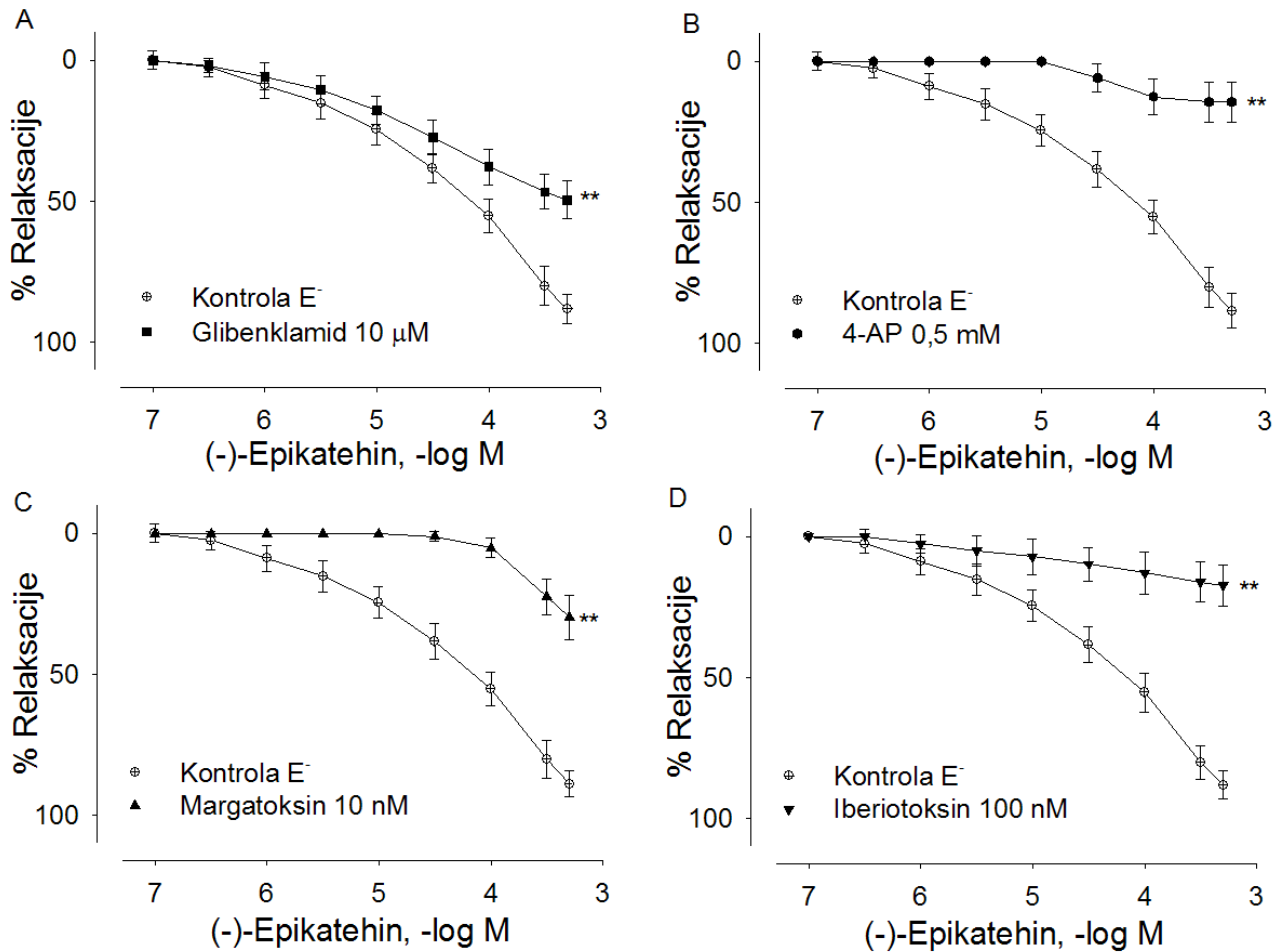 A
0
50
100
% Relaksacije
Kontrola E⁻
Glibenklamid 10 μM
**
7 6 5 4 3
(-)-Epikatehin, -log M
B
0
50
100
% Relaksacije
Kontrola E⁻
4-AP 0,5 mM
**
7 6 5 4 3
(-)-Epikatehin, -log M
C
0
50
100
% Relaksacije
Kontrola E⁻
Margatoksin 10 nM
**
7 6 5 4 3
(-)-Epikatehin, -log M
D
0
50
100
% Relaksacije
Kontrola E⁻
Iberiotoksin 100 nM
**
7 6 5 4 3
(-)-Epikatehin, -log M